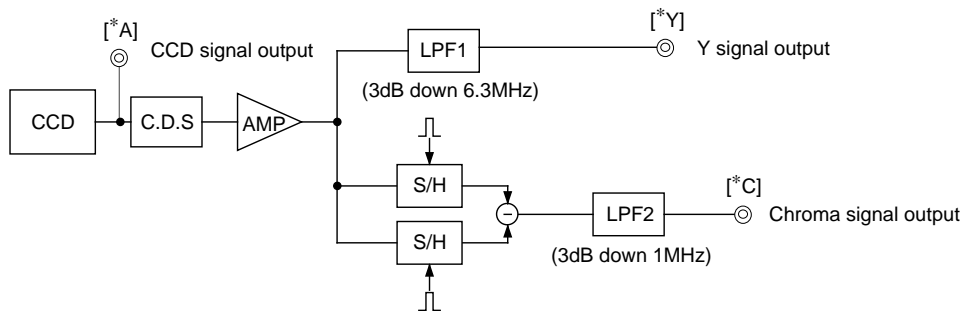 [*A]
CCD signal output
[*Y]
Y signal output
LPF1
(3dB down 6.3MHz)
CCD
C.D.S
AMP
S/H
S/H
−
LPF2
(3dB down 1MHz)
[*C]
Chroma signal output